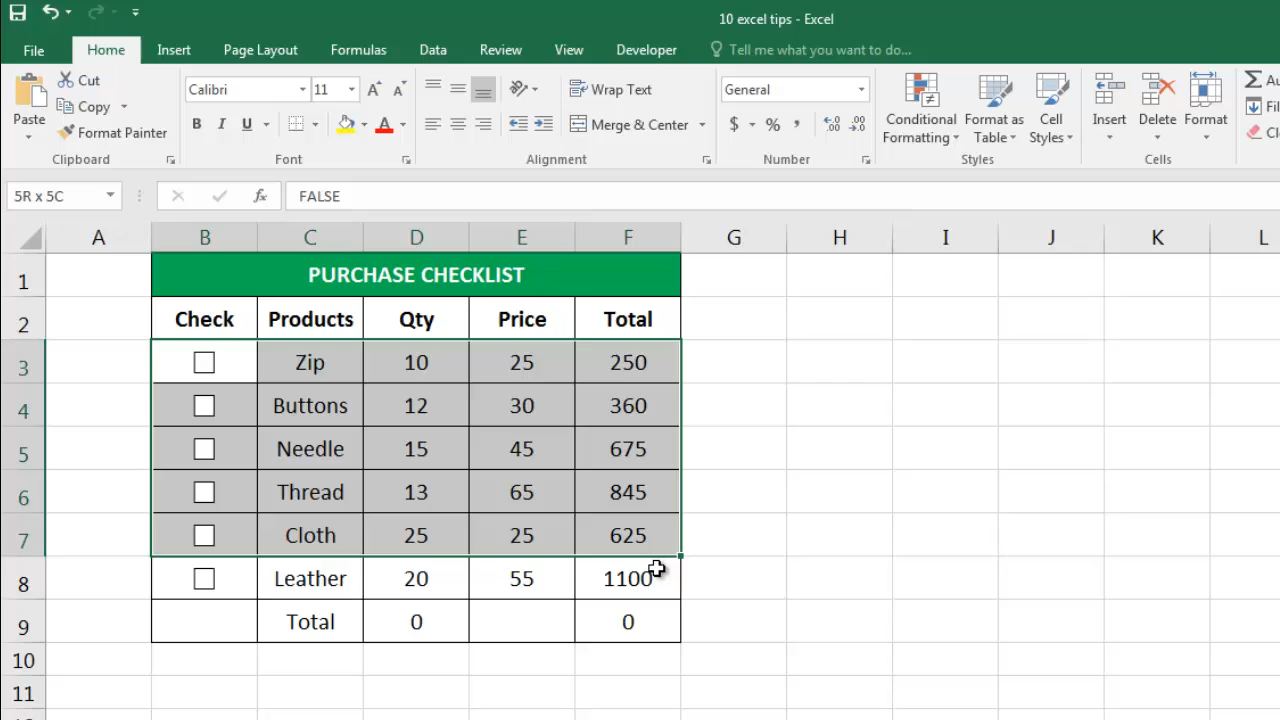 10 excel tips - Excel
File Home Insert Page Layout Formulas Data Review View Developer Tell me what you want to do...
Cut
Copy
Format Painter
Paste
Clipboard
Calibri 11
B I U A
Font
Wrap Text
Merge & Center
Alignment
General
$ % ,
Number
Conditional Formatting
Format as Table
Cell Styles
Styles
Insert Delete Format
Cells
5R x 5C fx FALSE
A B C D E F G H I J K L
1 PURCHASE CHECKLIST
2 Check Products Qty Price Total
3 Zip 10 25 250
4 Buttons 12 30 360
5 Needle 15 45 675
6 Thread 13 65 845
7 Cloth 25 25 625
8 Leather 20 55 1100
9 Total 0 0
10
11